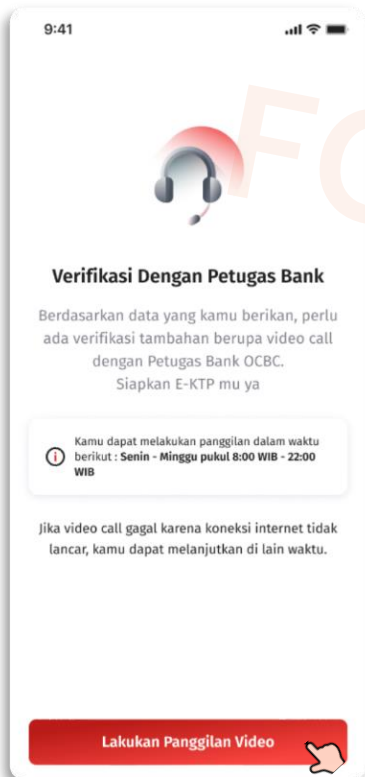 9:41
FO
Verifikasi Dengan Petugas Bank
Berdasarkan data yang kamu berikan, perlu
ada verifikasi tambahan berupa video call
dengan Petugas Bank OCBC.
Siapkan E-KTP mu ya
Kamu dapat melakukan panggilan dalam waktu
berikut : Senin - Minggu pukul 8:00 WIB - 22:00
WIB
Jika video call gagal karena koneksi internet tidak
lancar, kamu dapat melanjutkan di lain waktu.
Lakukan Panggilan Video